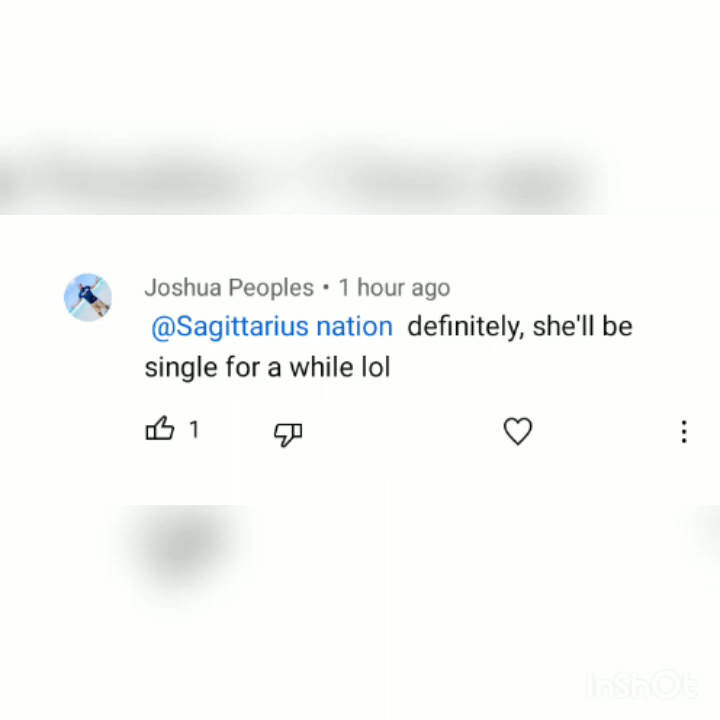 Joshua Peoples • 1 hour ago
@Sagittarius nation definitely, she'll be
single for a while lol
1
InShOt